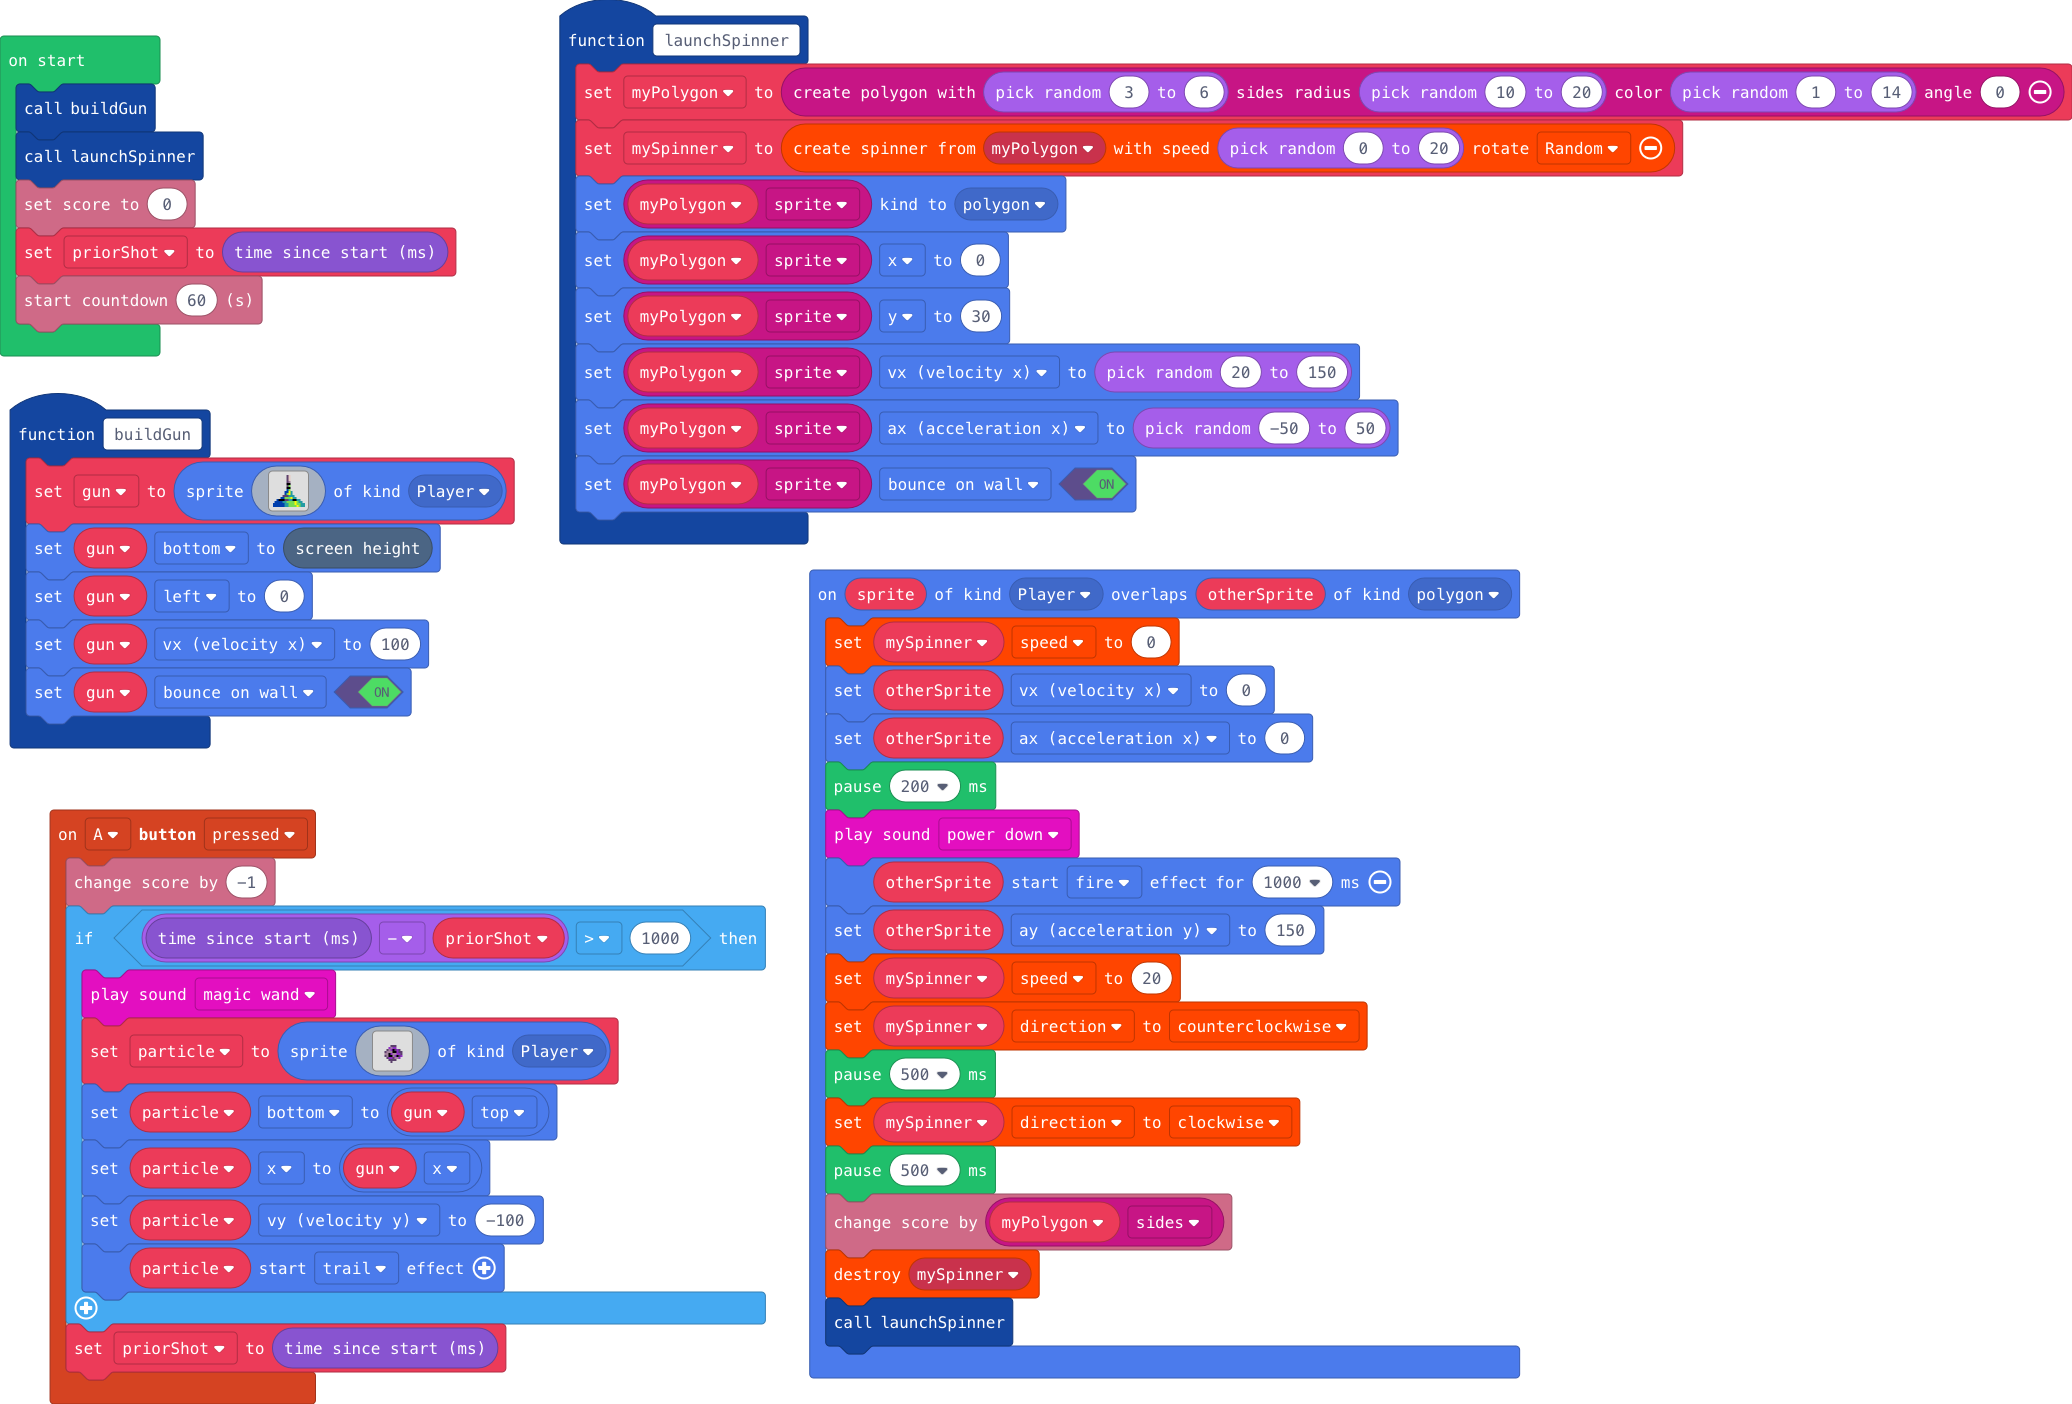 on start
call buildGun
call launchSpinner
set score to 0
set priorShot to time since start (ms)
start countdown 60 (s)
function buildGun
set gun to sprite of kind Player
set gun bottom to screen height
set gun left to 0
set gun vx (velocity x) to 100
set gun bounce on wall ON
function launchSpinner
set myPolygon to create polygon with pick random 3 to 6 sides radius pick random 10 to 20 color pick random 1 to 14 angle 0
set mySpinner to create spinner from myPolygon with speed pick random 0 to 20 rotate Random
set myPolygon sprite kind to polygon
set myPolygon sprite x to 0
set myPolygon sprite y to 30
set myPolygon sprite vx (velocity x) to pick random 20 to 150
set myPolygon sprite ax (acceleration x) to pick random -50 to 50
set myPolygon sprite bounce on wall ON
on A button pressed
change score by -1
if time since start (ms) - priorShot > 1000 then
play sound magic wand
set particle to sprite of kind Player
set particle bottom to gun top
set particle x to gun x
set particle vy (velocity y) to -100
particle start trail effect
set priorShot to time since start (ms)
on sprite of kind Player overlaps otherSprite of kind polygon
set mySpinner speed to 0
set otherSprite vx (velocity x) to 0
set otherSprite ax (acceleration x) to 0
pause 200 ms
play sound power down
otherSprite start fire effect for 1000 ms
set otherSprite ay (acceleration y) to 150
set mySpinner speed to 20
set mySpinner direction to counterclockwise
pause 500 ms
set mySpinner direction to clockwise
pause 500 ms
change score by myPolygon sides
destroy mySpinner
call launchSpinner